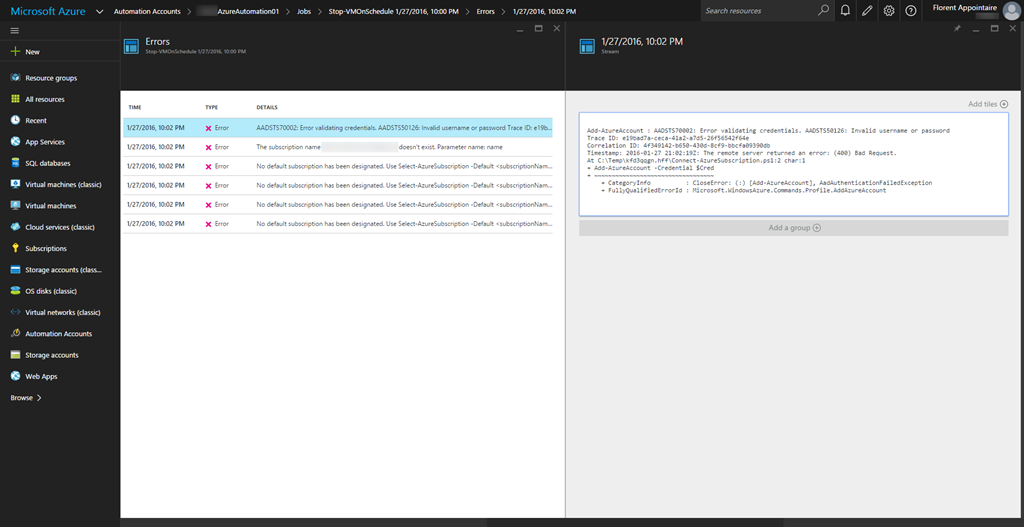 Microsoft Azure
Automation Accounts
AzureAutomation01
Jobs
Stop-VMOnSchedule 1/27/2016, 10:00 PM
Errors
1/27/2016, 10:02 PM
Search resources
Florent Appointaire
New
Resource groups
All resources
Recent
App Services
SQL databases
Virtual machines (classic)
Virtual machines
Cloud services (classic)
Subscriptions
Storage accounts (class...
OS disks (classic)
Virtual networks (classic)
Automation Accounts
Storage accounts
Web Apps
Browse
Errors
Stop-VMOnSchedule 1/27/2016, 10:00 PM
TIME TYPE DETAILS
1/27/2016, 10:02 PM Error AADSTS70002: Error validating credentials. AADSTS50126: Invalid username or password Trace ID: e19b...
1/27/2016, 10:02 PM Error The subscription name doesn't exist. Parameter name: name
1/27/2016, 10:02 PM Error No default subscription has been designated. Use Select-AzureSubscription -Default <subscriptionNam...
1/27/2016, 10:02 PM Error No default subscription has been designated. Use Select-AzureSubscription -Default <subscriptionNam...
1/27/2016, 10:02 PM Error No default subscription has been designated. Use Select-AzureSubscription -Default <subscriptionNam...
1/27/2016, 10:02 PM Error No default subscription has been designated. Use Select-AzureSubscription -Default <subscriptionNam...
1/27/2016, 10:02 PM
Stream
Add tiles
Add-AzureAccount : AADSTS70002: Error validating credentials. AADSTS50126: Invalid username or password
Trace ID: e19bad7a-ceca-41a2-a7d5-26f56542f64e
Correlation ID: 4f349142-b650-430d-8cf9-bbcfa09390db
Timestamp: 2016-01-27 21:02:19Z: The remote server returned an error: (400) Bad Request.
At C:\Temp\kfd3qqgn.hff\Connect-AzureSubscription.ps1:2 char:1
+ Add-AzureAccount -Credential $Cred
+ ~~~~~~~~~~~~~~~~~~~~~~~~~~~~~~~~~~
+ CategoryInfo : CloseError: (:) [Add-AzureAccount], AadAuthenticationFailedException
+ FullyQualifiedErrorId : Microsoft.WindowsAzure.Commands.Profile.AddAzureAccount
Add a group